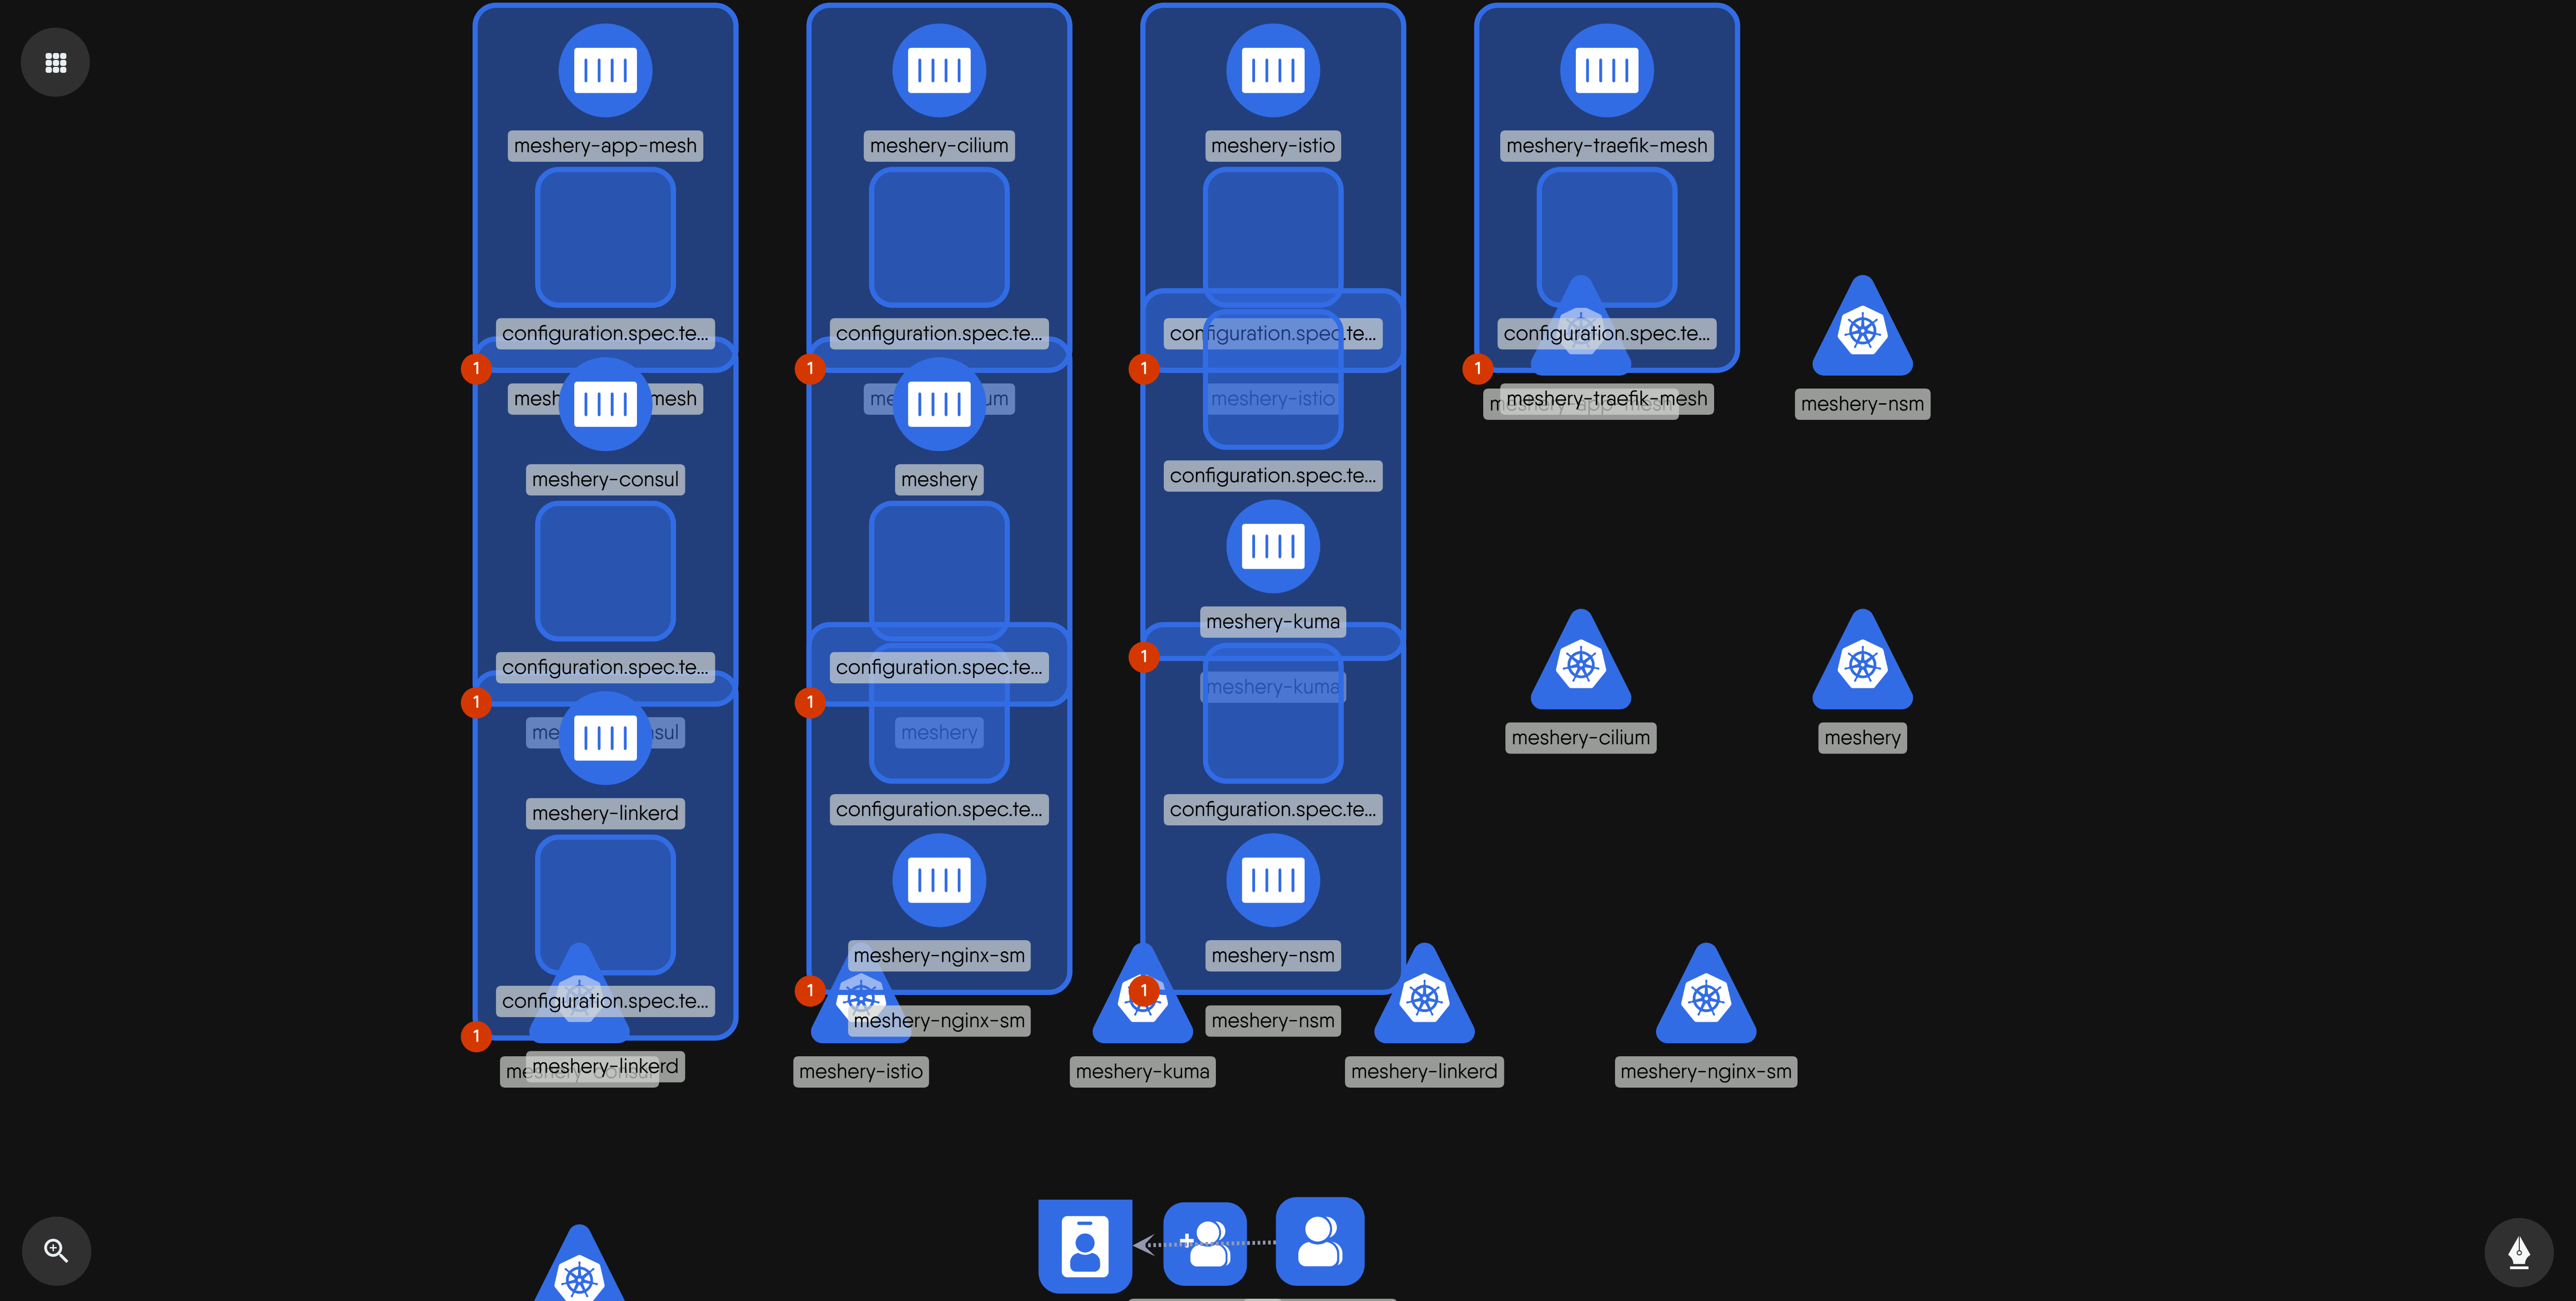 meshery-app-mesh
meshery-cilium
meshery-istio
meshery-traefik-mesh
configuration.spec.te...
configuration.spec.te...
configuration.spec.te...
configuration.spec.te...
1
1
1
1
mesh mesh
me um
meshery-istio
meshery-traefik-mesh
meshery-app-mesh
meshery-nsm
meshery-consul
meshery
configuration.spec.te...
meshery-kuma
configuration.spec.te...
configuration.spec.te...
1
1
1
meshery-kuma
me sul
meshery
meshery-cilium
meshery
meshery-linkerd
configuration.spec.te...
configuration.spec.te...
meshery-nginx-sm
meshery-nsm
configuration.spec.te...
1
1
1
meshery-nginx-sm
meshery-nsm
meshery-linkerd
meshery-consul
meshery-istio
meshery-kuma
meshery-linkerd
meshery-nginx-sm